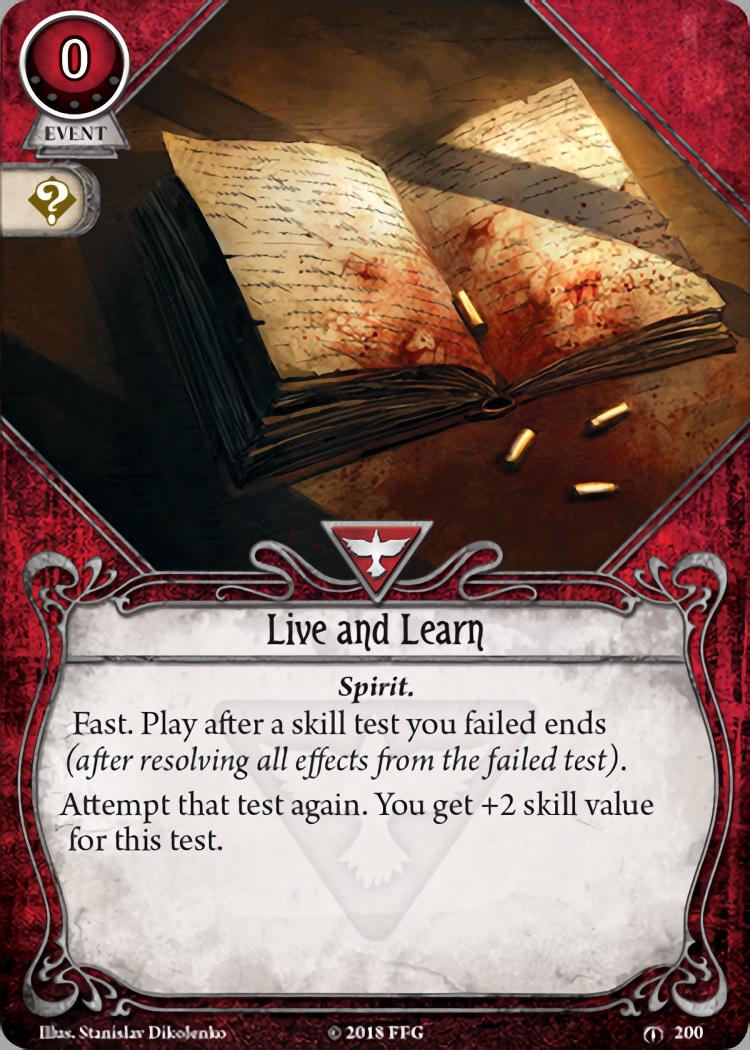 0
EVENT
?
Live and Learn
Spirit.
Fast. Play after a skill test you failed ends
(after resolving all effects from the failed test).
Attempt that test again. You get +2 skill value
for this test.
Illus. Stanislav Dikolenko
© 2018 FFG
200